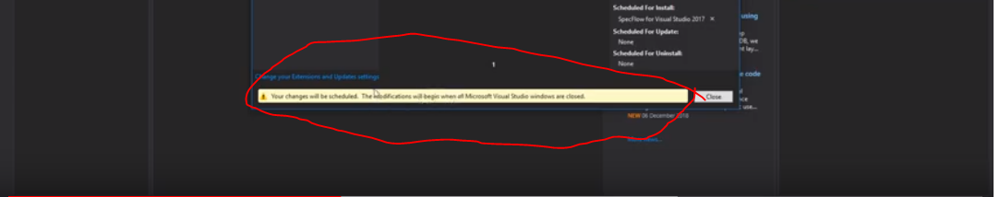 Scheduled For Install:
SpecFlow for Visual Studio 2017 ×
Scheduled For Update:
None
Scheduled For Uninstall:
None
1
Change your Extensions and Updates settings
Your changes will be scheduled. The modifications will begin when all Microsoft Visual Studio windows are closed.
Close
using
DB, we
nt lay...
e code
use...
NEW 06 December 2018
More news...